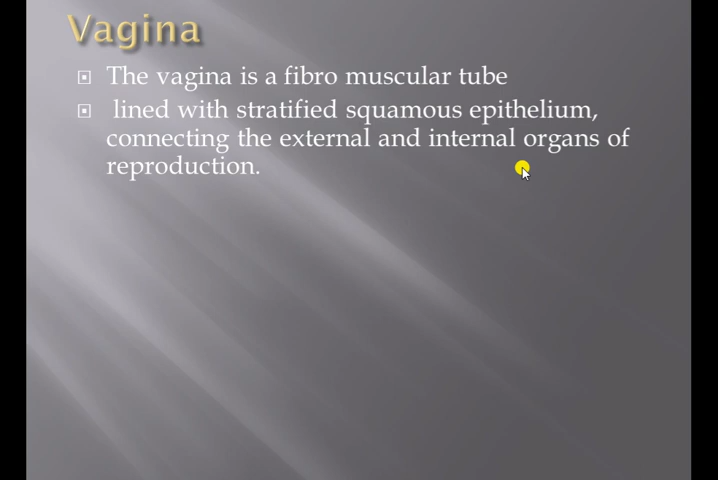 Vagina
The vagina is a fibro muscular tube
lined with stratified squamous epithelium,
connecting the external and internal organs of
reproduction.